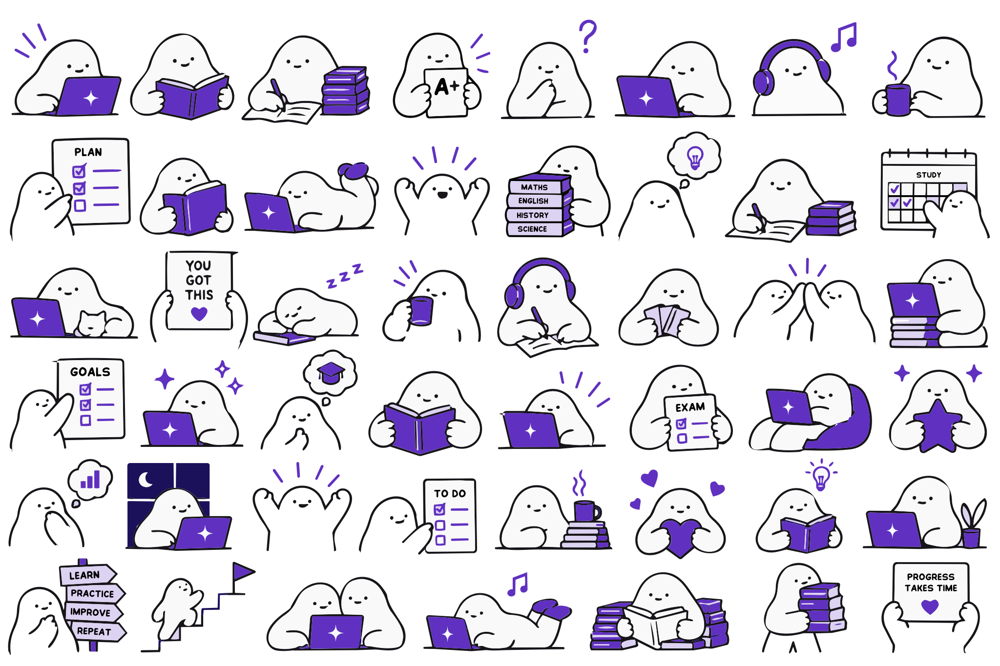 ?
A+
PLAN
MATHS
ENGLISH
HISTORY
SCIENCE
STUDY
YOU
GOT
THIS
z z z
GOALS
EXAM
TO DO
LEARN
PRACTICE
IMPROVE
REPEAT
PROGRESS
TAKES TIME